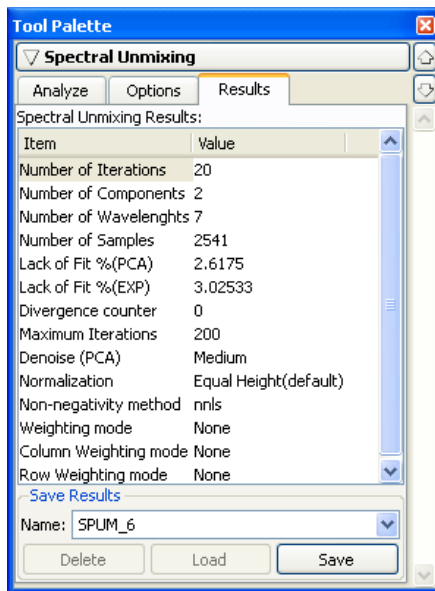 Tool Palette
Spectral Unmixing
Analyze Options Results
Spectral Unmixing Results:
Item Value
Number of Iterations 20
Number of Components 2
Number of Wavelenghts 7
Number of Samples 2541
Lack of Fit %(PCA) 2.6175
Lack of Fit %(EXP) 3.02533
Divergence counter 0
Maximum Iterations 200
Denoise (PCA) Medium
Normalization Equal Height(default)
Non-negativity method nnls
Weighting mode None
Column Weighting mode None
Row Weighting mode None
Save Results
Name: SPUM_6
Delete Load Save